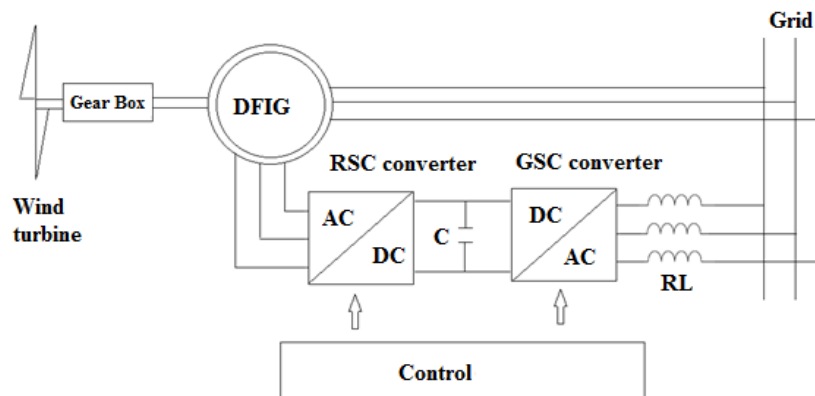 Grid
Gear Box
DFIG
RSC converter
GSC converter
Wind
turbine
AC
DC
C
DC
AC
RL
Control